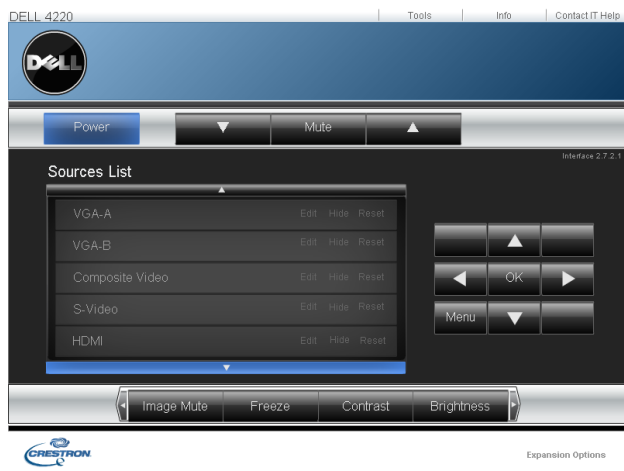 DELL 4220
Tools Info Contact IT Help
DELL
Power Mute
Interface 2.7.2.1
Sources List
VGA-A Edit Hide Reset
VGA-B Edit Hide Reset
Composite Video Edit Hide Reset
S-Video Edit Hide Reset
HDMI Edit Hide Reset
OK
Menu
Image Mute Freeze Contrast Brightness
CRESTRON
Expansion Options